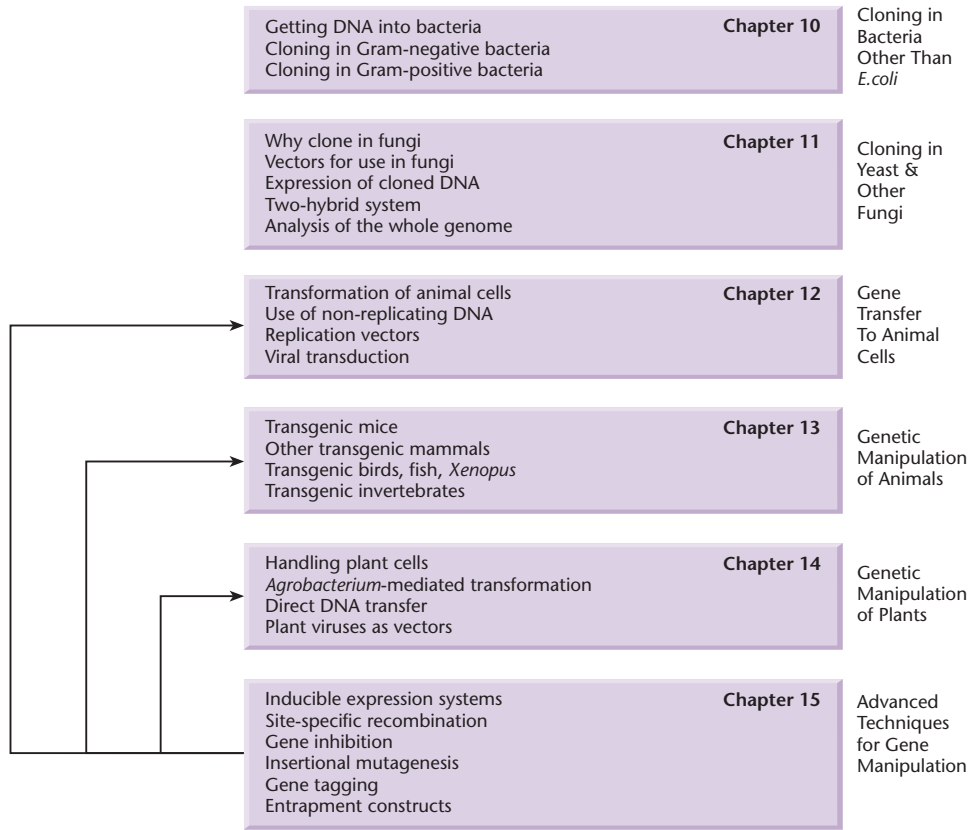 Getting DNA into bacteria
Cloning in Gram-negative bacteria
Cloning in Gram-positive bacteria
Chapter 10
Cloning in
Bacteria
Other Than
E.coli
Why clone in fungi
Vectors for use in fungi
Expression of cloned DNA
Two-hybrid system
Analysis of the whole genome
Chapter 11
Cloning in
Yeast &
Other
Fungi
Transformation of animal cells
Use of non-replicating DNA
Replication vectors
Viral transduction
Chapter 12
Gene
Transfer
To Animal
Cells
Transgenic mice
Other transgenic mammals
Transgenic birds, fish, Xenopus
Transgenic invertebrates
Chapter 13
Genetic
Manipulation
of Animals
Handling plant cells
Agrobacterium-mediated transformation
Direct DNA transfer
Plant viruses as vectors
Chapter 14
Genetic
Manipulation
of Plants
Inducible expression systems
Site-specific recombination
Gene inhibition
Insertional mutagenesis
Gene tagging
Entrapment constructs
Chapter 15
Advanced
Techniques
for Gene
Manipulation